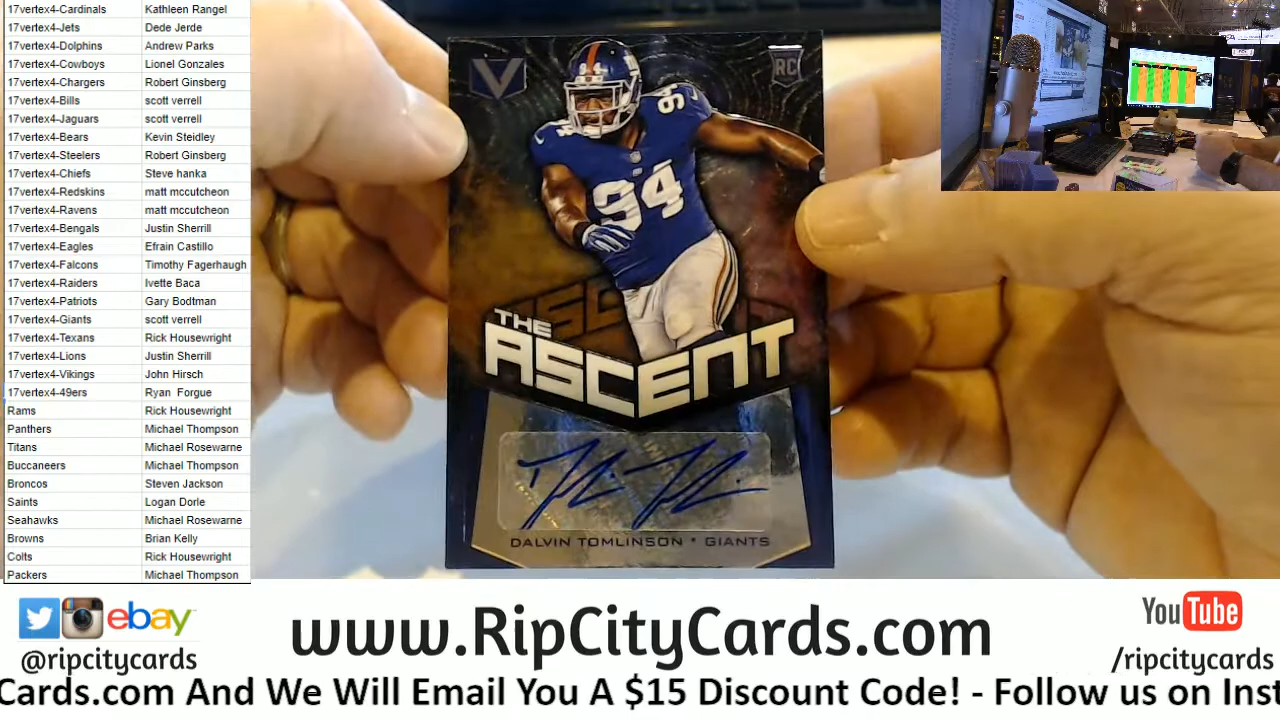 17vertex4-Cardinals Kathleen Rangel
17vertex4-Jets Dede Jerde
17vertex4-Dolphins Andrew Parks
17vertex4-Cowboys Lionel Gonzales
17vertex4-Chargers Robert Ginsberg
17vertex4-Bills scott verrell
17vertex4-Jaguars scott verrell
17vertex4-Bears Kevin Steidley
17vertex4-Steelers Robert Ginsberg
17vertex4-Chiefs Steve hanka
17vertex4-Redskins matt mccutcheon
17vertex4-Ravens matt mccutcheon
17vertex4-Bengals Justin Sherrill
17vertex4-Eagles Efrain Castillo
17vertex4-Falcons Timothy Fagerhaugh
17vertex4-Raiders Ivette Baca
17vertex4-Patriots Gary Bodtman
17vertex4-Giants scott verrell
17vertex4-Texans Rick Housewright
17vertex4-Lions Justin Sherrill
17vertex4-Vikings John Hirsch
17vertex4-49ers Ryan Forgue
Rams Rick Housewright
Panthers Michael Thompson
Titans Michael Rosewarne
Buccaneers Michael Thompson
Broncos Steven Jackson
Saints Logan Dorle
Seahawks Michael Rosewarne
Browns Brian Kelly
Colts Rick Housewright
Packers Michael Thompson
V
RC
94
94
94
THE
ASCENT
DALVIN TOMLINSON • GIANTS
ebay
@ripcitycards
www.RipCityCards.com
YouTube
/ripcitycards
Cards.com And We Will Email You A $15 Discount Code! - Follow us on Inst